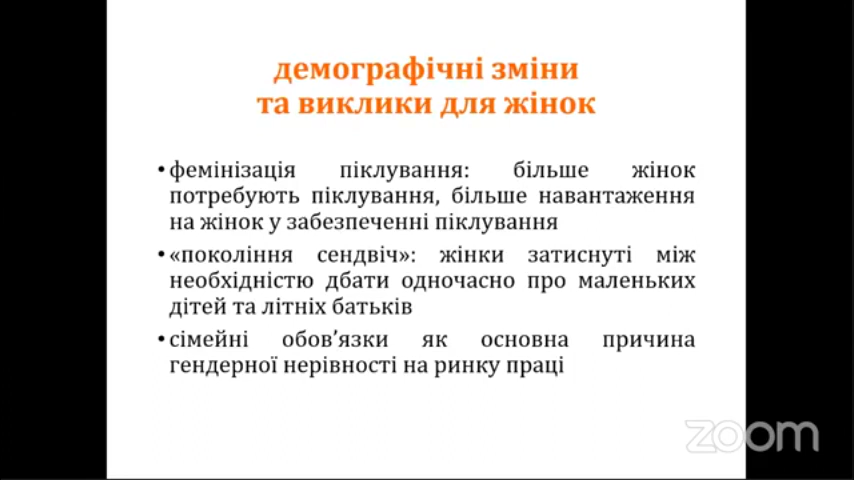 демографічні зміни
та виклики для жінок
• фемінізація піклування: більше жінок
потребують піклування, більше навантаження
на жінок у забезпеченні піклування
• «покоління сендвіч»: жінки затиснуті між
необхідністю дбати одночасно про маленьких
дітей та літніх батьків
• сімейні обов’язки як основна причина
гендерної нерівності на ринку праці
zoom